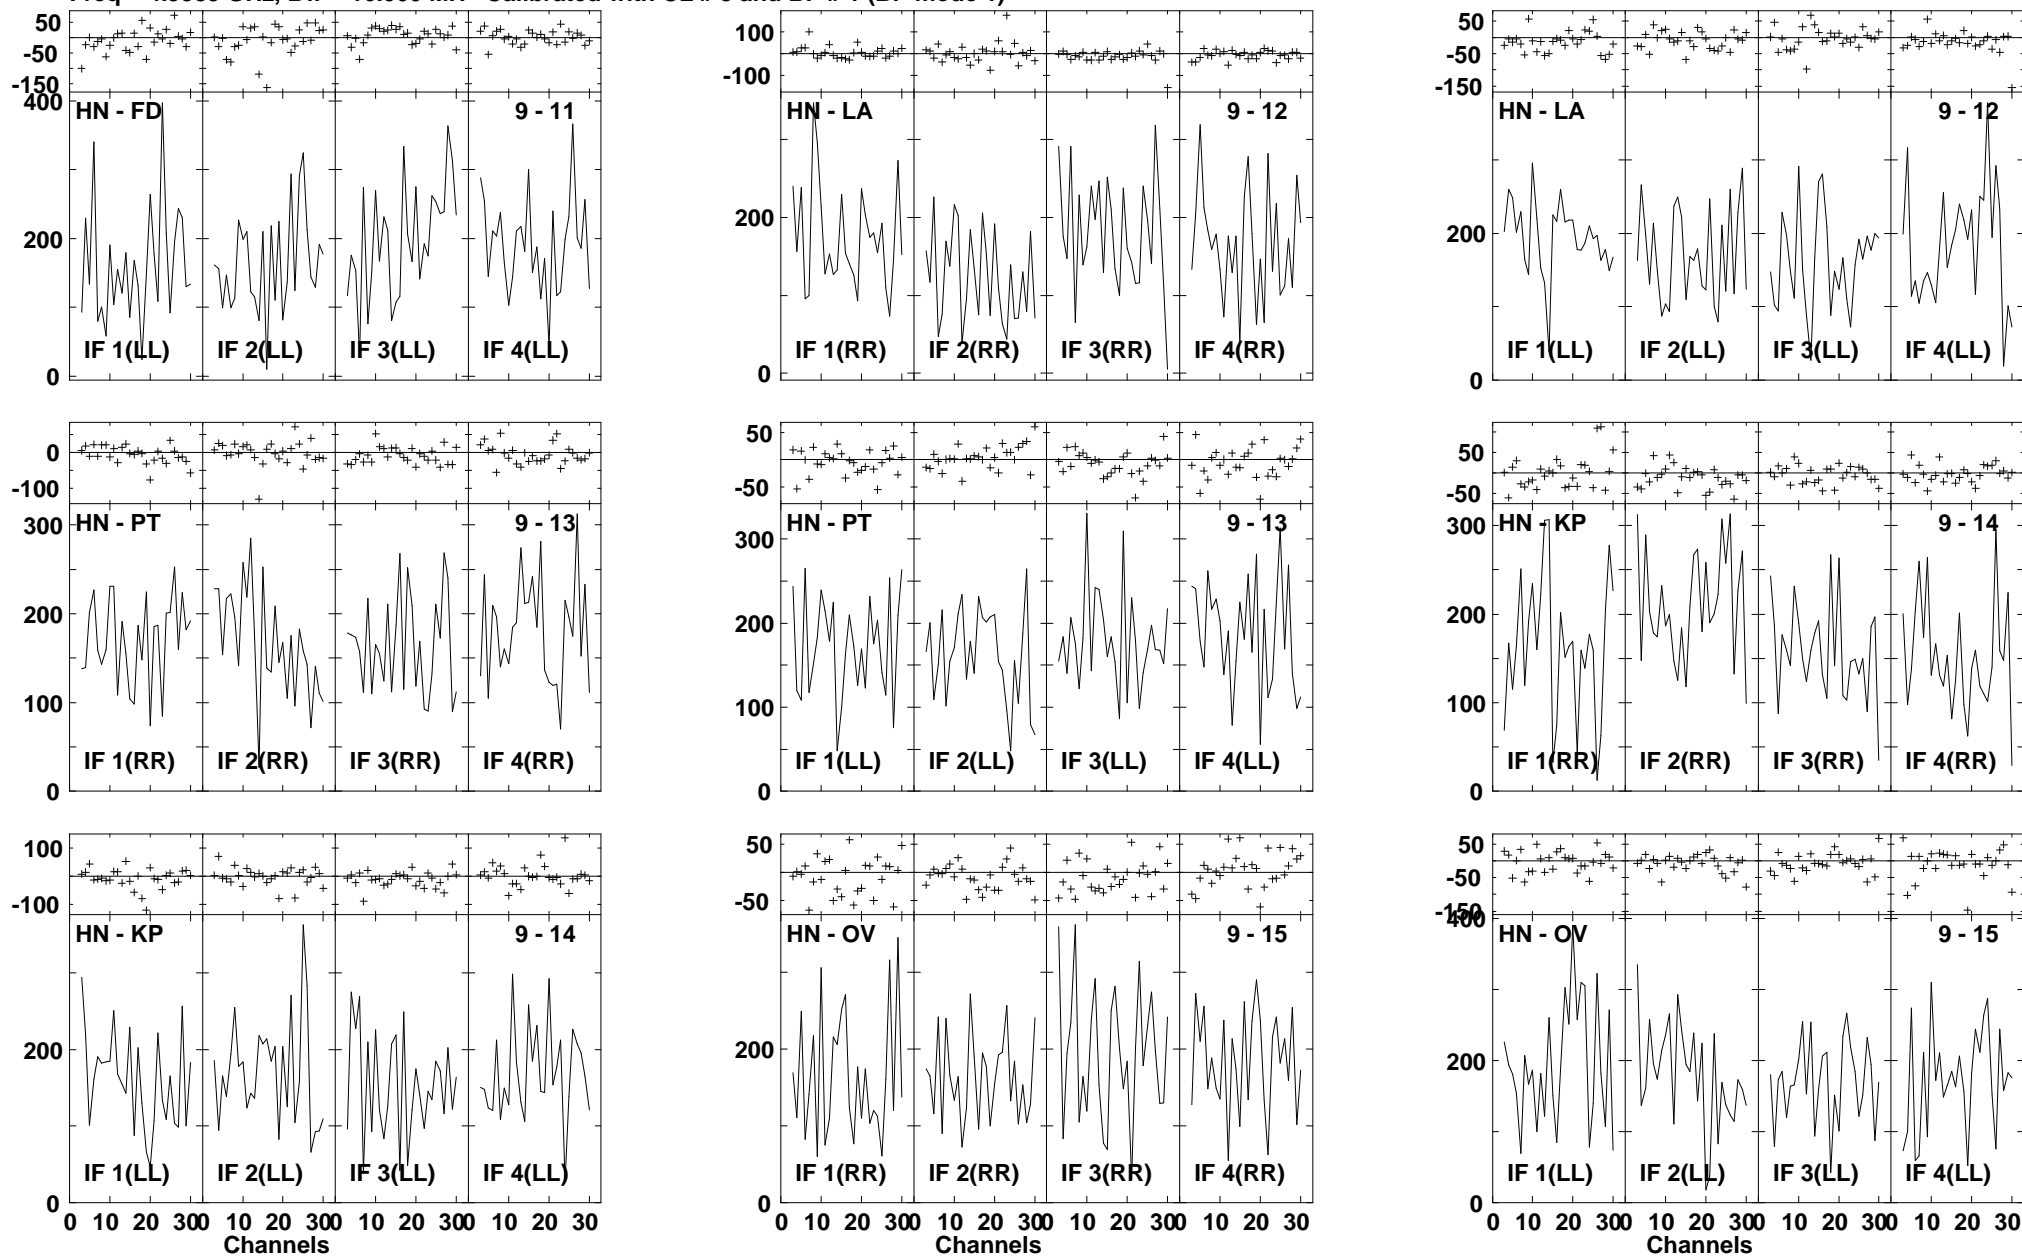 50 0 -50 -150 100 -100 50 0 -50 -150
HN - FD 9 - 11 HN - LA 9 - 12 HN - LA 9 - 12
400 200 0 200 0 200 0
IF 1(LL) IF 2(LL) IF 3(LL) IF 4(LL) IF 1(RR) IF 2(RR) IF 3(RR) IF 4(RR) IF 1(LL) IF 2(LL) IF 3(LL) IF 4(LL)
0 -100 50 0 -50 50 0 -50
HN - PT 9 - 13 HN - PT 9 - 13 HN - KP 9 - 14
300 200 100 0 300 200 100 0 300 200 100 0
IF 1(RR) IF 2(RR) IF 3(RR) IF 4(RR) IF 1(LL) IF 2(LL) IF 3(LL) IF 4(LL) IF 1(RR) IF 2(RR) IF 3(RR) IF 4(RR)
100 0 -100 50 0 -50 50 0 -50 -150
HN - KP 9 - 14 HN - OV 9 - 15 HN - OV 9 - 15
200 0 200 0 400 200 0
IF 1(LL) IF 2(LL) IF 3(LL) IF 4(LL) IF 1(RR) IF 2(RR) IF 3(RR) IF 4(RR) IF 1(LL) IF 2(LL) IF 3(LL) IF 4(LL)
0 10 20 30 0 10 20 30 0 10 20 30 0 10 20 30 0 10 20 30 0 10 20 30 0 10 20 30 0 10 20 30 0 10 20 30 0 10 20 30 0 10 20 30 0 10 20 30
Channels Channels Channels